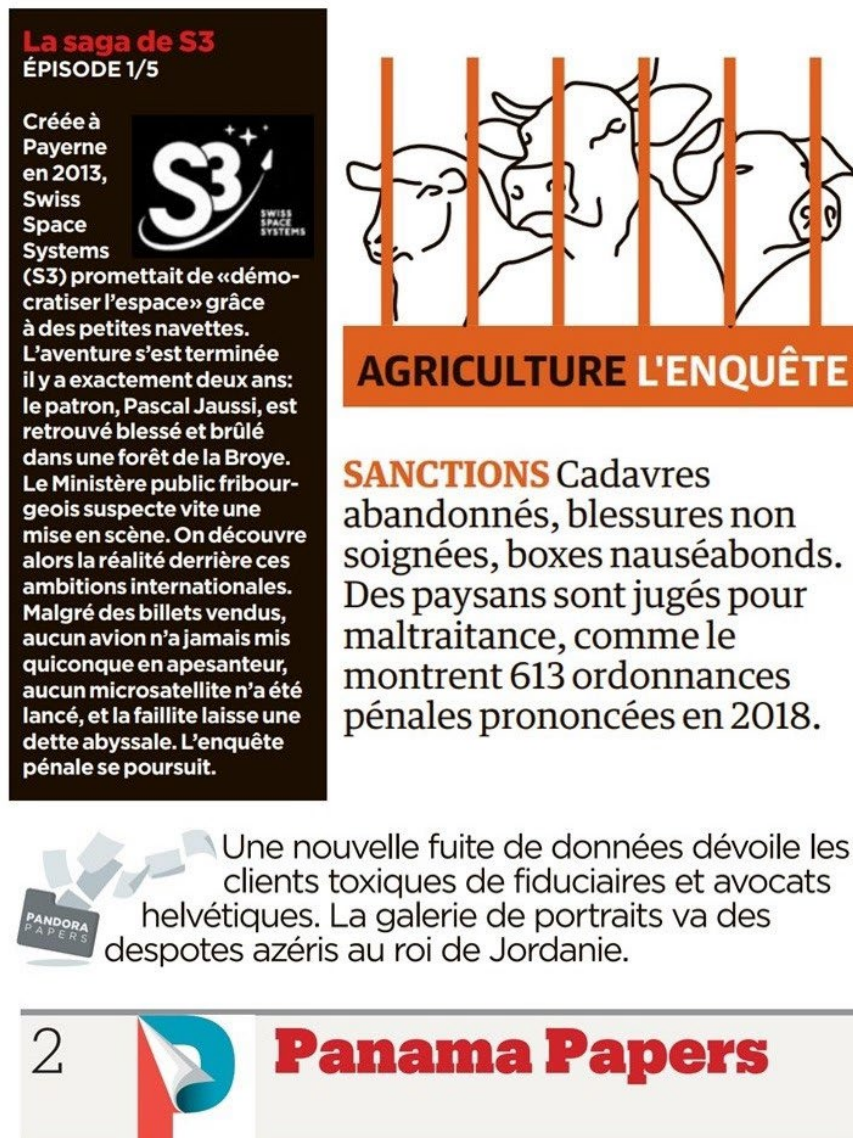 La saga de S3
ÉPISODE 1/5
Créée à
Payerne
en 2013,
Swiss
Space
Systems
(S3) promettait de «démo-
cratiser l'espace» grâce
à des petites navettes.
L'aventure s'est terminée
il y a exactement deux ans:
le patron, Pascal Jaussi, est
retrouvé blessé et brûlé
dans une forêt de la Broye.
Le Ministère public fribour-
geois suspecte vite une
mise en scène. On découvre
alors la réalité derrière ces
ambitions internationales.
Malgré des billets vendus,
aucun avion n'a jamais mis
quiconque en apesanteur,
aucun microsatellite n'a été
lancé, et la faillite laisse une
dette abyssale. L'enquête
pénale se poursuit.
S3
SWISS
SPACE
SYSTEMS
AGRICULTURE L'ENQUÊTE
SANCTIONS Cadavres
abandonnés, blessures non
soignées, boxes nauséabonds.
Des paysans sont jugés pour
maltraitance, comme le
montrent 613 ordonnances
pénales prononcées en 2018.
PANDORA
PAPERS
Une nouvelle fuite de données dévoile les
clients toxiques de fiduciaires et avocats
helvétiques. La galerie de portraits va des
despotes azéris au roi de Jordanie.
2
P
Panama Papers